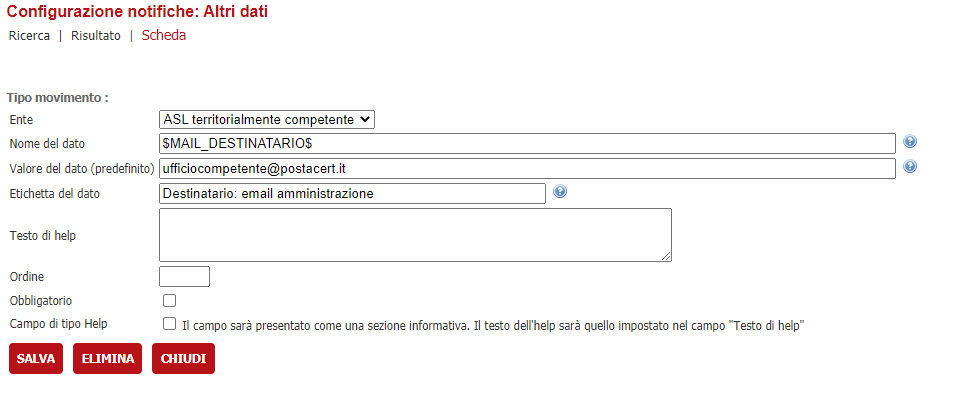 Configurazione notifiche: Altri dati
Ricerca | Risultato | Scheda
Tipo movimento :
Ente ASL territorialmente competente
Nome del dato $MAIL_DESTINATARIO$
Valore del dato (predefinito) ufficiocompetente@postacert.it
Etichetta del dato Destinatario: email amministrazione
Testo di help
Ordine
Obbligatorio
Campo di tipo Help Il campo sarà presentato come una sezione informativa. Il testo dell'help sarà quello impostato nel campo "Testo di help"
SALVA ELIMINA CHIUDI